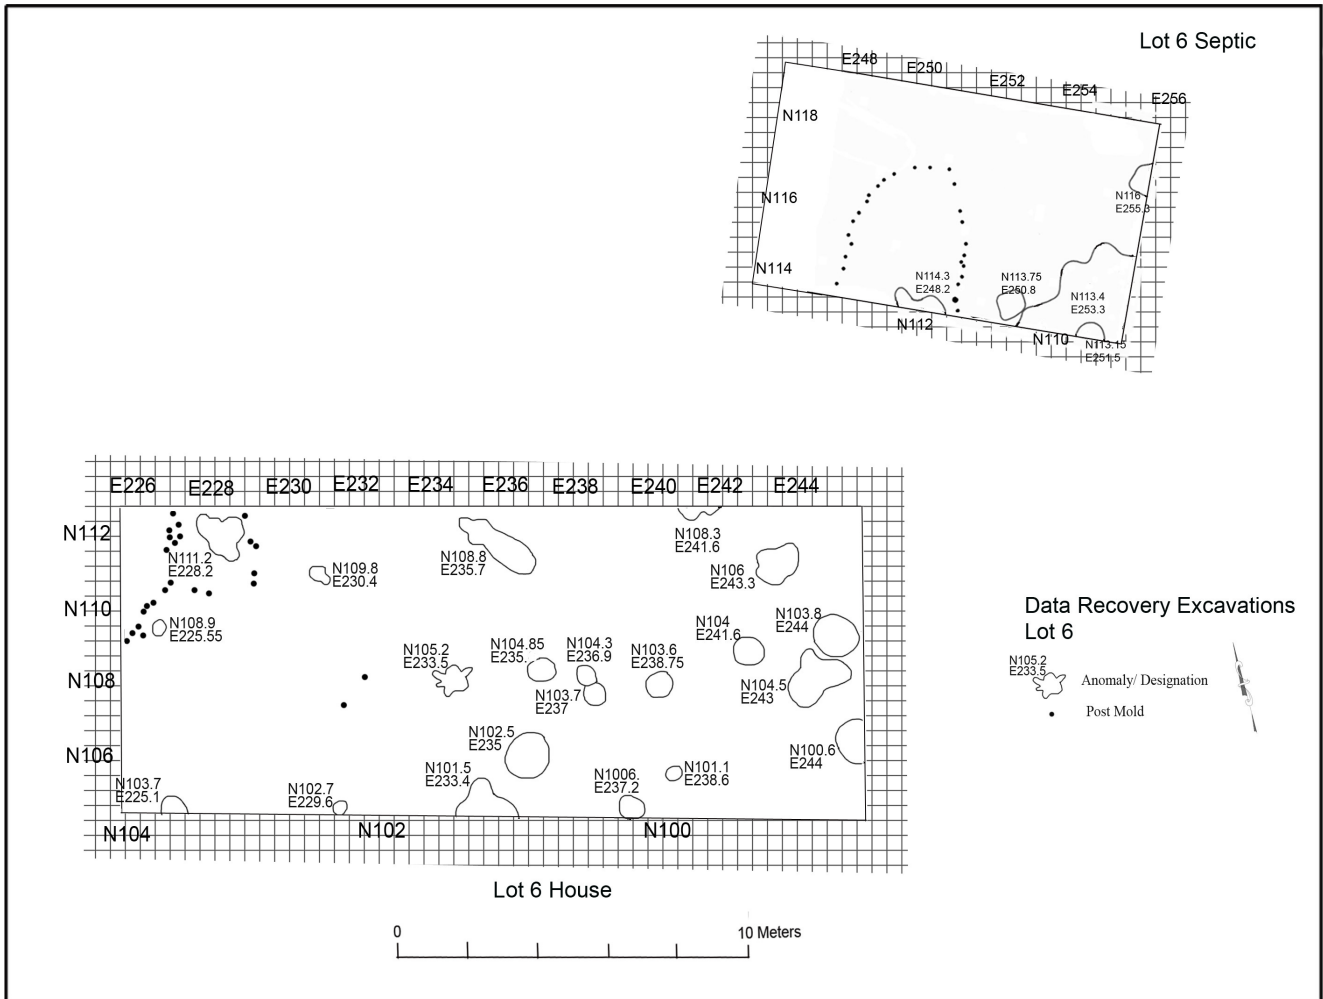 Lot 6 Septic
E248
E250
E252
E254
E256
N118
N116
N114
N112
N110
N116
E255.3
N114.3
E248.2
N113.75
E250.8
N113.4
E253.3
N113.15
E251.5
E226
E228
E230
E232
E234
E236
E238
E240
E242
E244
N112
N110
N108
N106
N104
N102
N100
N111.2
E228.2
N109.8
E230.4
N108.8
E235.7
N108.3
E241.6
N106
E243.3
N108.9
E225.55
N105.2
E233.5
N104.85
E235.
N104.3
E236.9
N103.7
E237
N103.6
E238.75
N104
E241.6
N103.8
E244
N104.5
E243
N102.5
E235
N101.5
E233.4
N1006.
E237.2
N101.1
E238.6
N100.6
E244
N103.7
E225.1
N102.7
E229.6
Lot 6 House
0
10 Meters
Data Recovery Excavations
Lot 6
N105.2
E233.5
Anomaly/ Designation
Post Mold